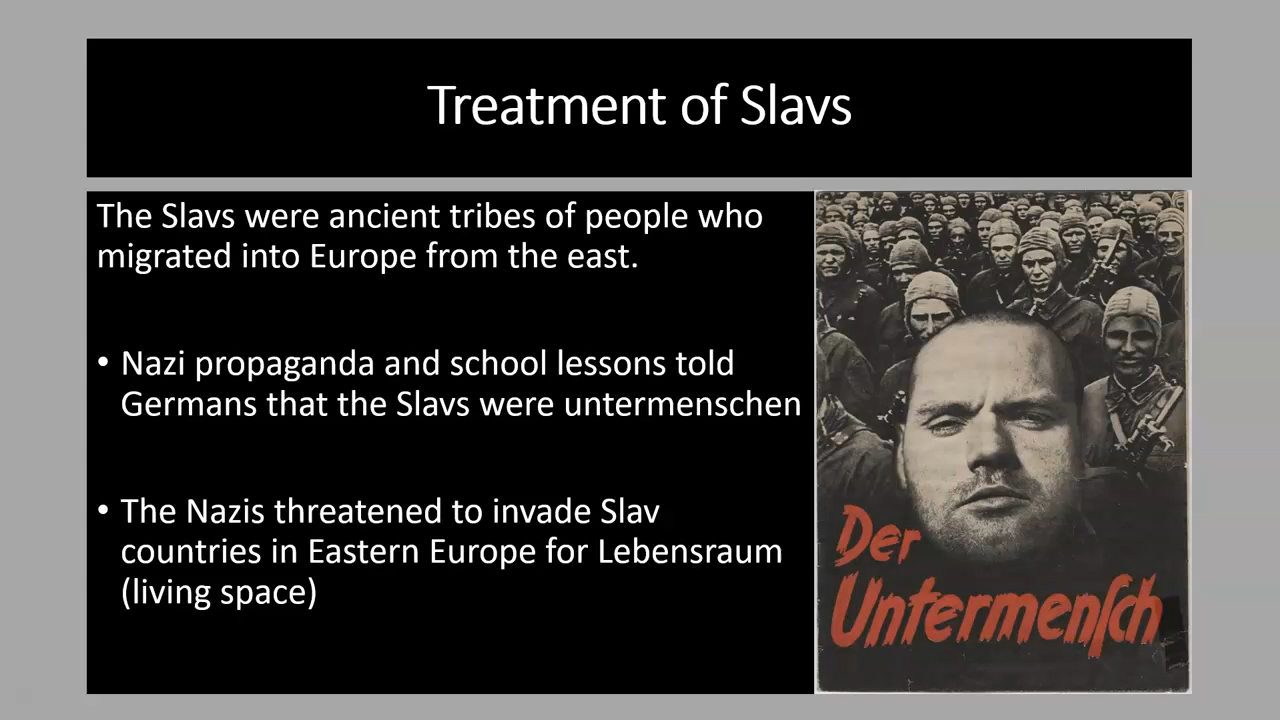 Treatment of Slavs
The Slavs were ancient tribes of people who
migrated into Europe from the east.
• Nazi propaganda and school lessons told
Germans that the Slavs were untermenschen
• The Nazis threatened to invade Slav
countries in Eastern Europe for Lebensraum
(living space)
Der
Untermenſch